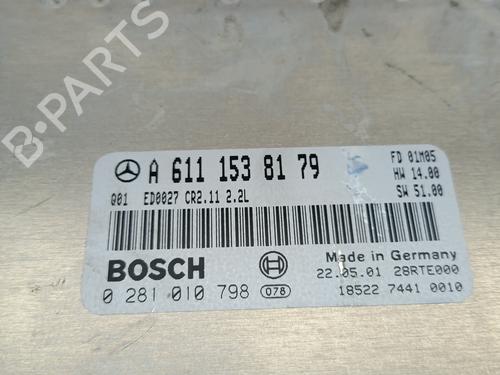 B-PARTS
A 611 153 81 79
FD 01M05
HW 14.00
SW 51.00
Q01 ED0027 CR2.11 2.2L
BOSCH
Made in Germany
22.05.01 28RTE000
0 281 010 798 078
18522 7441 0010